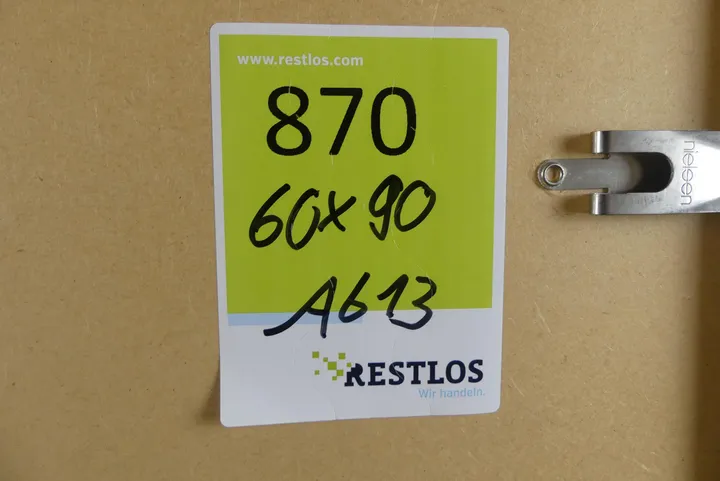 www.restlos.com
870
60x90
A613
RESTLOS
Wir handeln.
nielsen